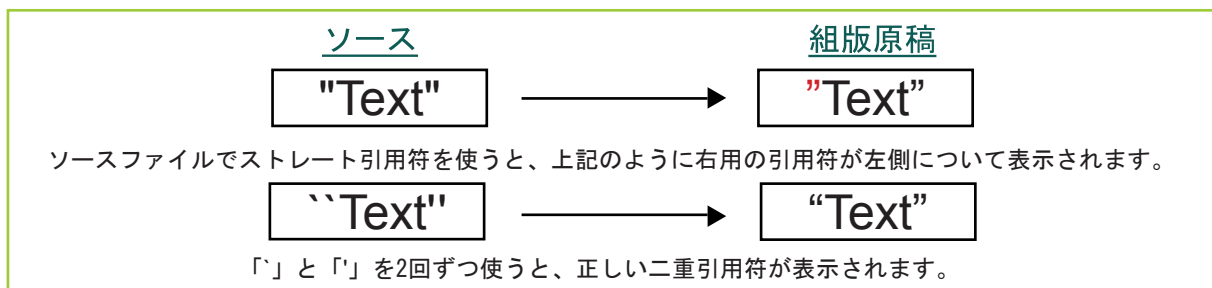 ソース 組版原稿
"Text" ”Text”
ソースファイルでストレート引用符を使うと、上記のように右用の引用符が左側について表示されます。
``Text'' “Text”
「`」と「'」を2回ずつ使うと、正しい二重引用符が表示されます。